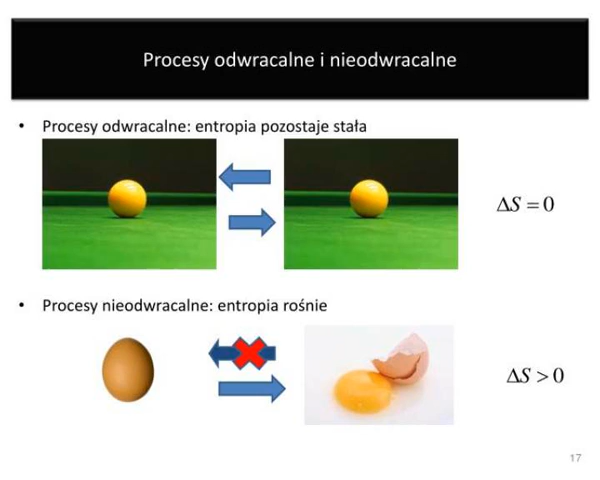 Procesy odwracalne i nieodwracalne
• Procesy odwracalne: entropia pozostaje stała
ΔS = 0
• Procesy nieodwracalne: entropia rośnie
ΔS > 0
17